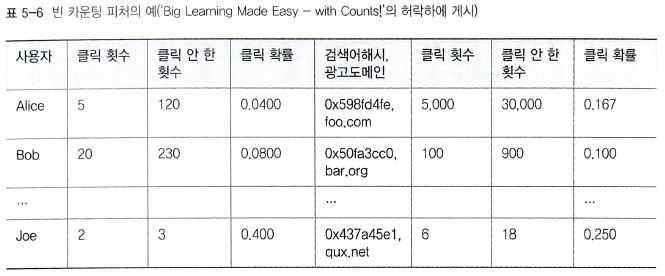 표 5-6 빈 카운팅 피처의 예('Big Learning Made Easy – with Counts!'의 허락하에 게시)
사용자 클릭 횟수 클릭 안 한 횟수 클릭 확률 검색어해시, 광고도메인 클릭 횟수 클릭 안 한 횟수 클릭 확률
Alice 5 120 0.0400 0x598fd4fe, foo.com 5,000 30,000 0.167
Bob 20 230 0.0800 0x50fa3cc0, bar.org 100 900 0.100
... ... ...
Joe 2 3 0.400 0x437a45e1, qux.net 6 18 0.250